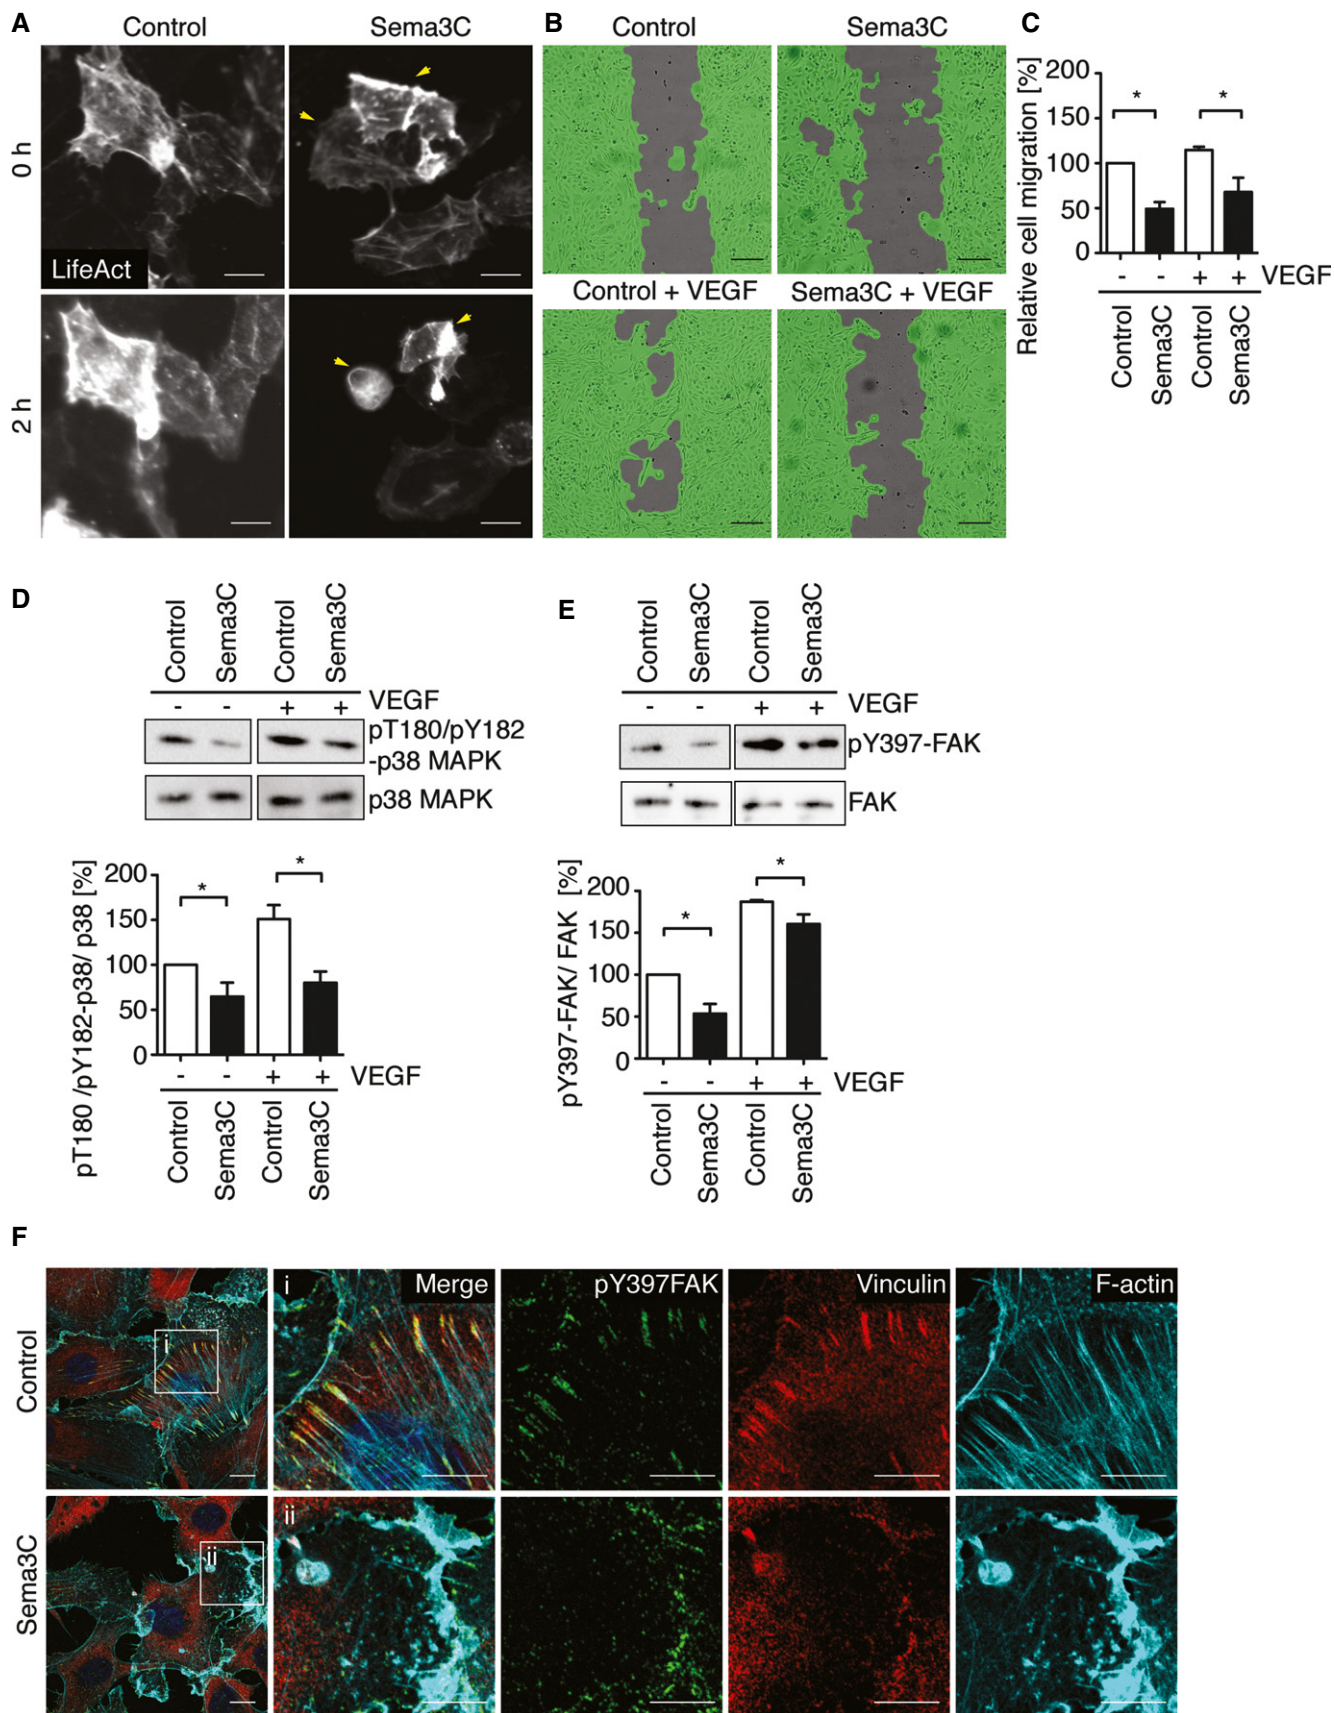 A
Control
Sema3C
0 h
LifeAct
2 h
B
Control
Sema3C
Control + VEGF
Sema3C + VEGF
C
Relative cell migration [%]
200
150
100
50
0
*
*
- - + + VEGF
Control
Sema3C
Control
Sema3C
D
Control
Sema3C
Control
Sema3C
VEGF
- - + +
pT180/pY182
-p38 MAPK
p38 MAPK
pT180 /pY182-p38/ p38 [%]
200
150
100
50
0
*
*
- - + + VEGF
Control
Sema3C
Control
Sema3C
E
Control
Sema3C
Control
Sema3C
- - + + VEGF
pY397-FAK
FAK
pY397-FAK/ FAK [%]
200
150
100
50
0
*
*
- - + + VEGF
Control
Sema3C
Control
Sema3C
F
Control
i
i
Merge
pY397FAK
Vinculin
F-actin
Sema3C
ii
ii